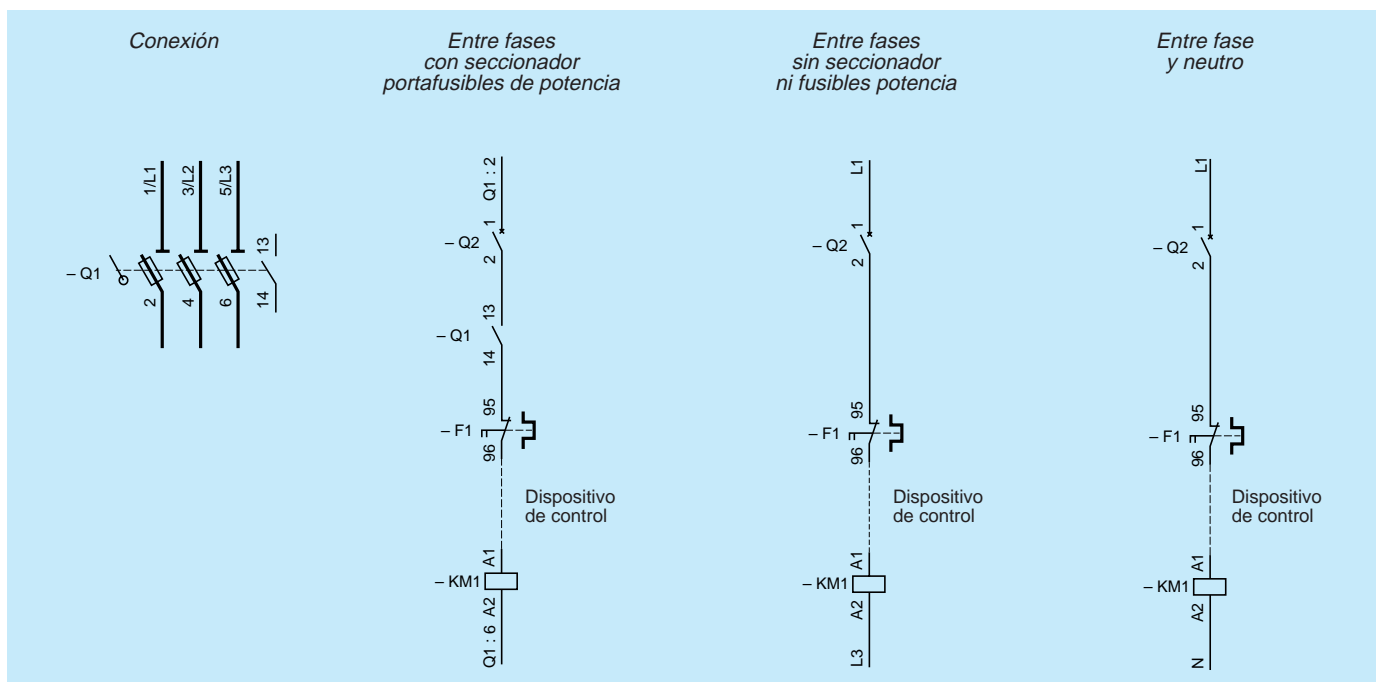 Conexión
1/L1
3/L2
5/L3
13
– Q1
2
4
6
14
Entre fases
con seccionador
portafusibles de potencia
Q1 : 2
1
– Q2
2
13
– Q1
14
95
– F1
96
Dispositivo
de control
A1
– KM1
A2
Q1 : 6
Entre fases
sin seccionador
ni fusibles potencia
L1
1
– Q2
2
95
– F1
96
Dispositivo
de control
A1
– KM1
A2
L3
Entre fase
y neutro
L1
1
– Q2
2
95
– F1
96
Dispositivo
de control
A1
– KM1
A2
N